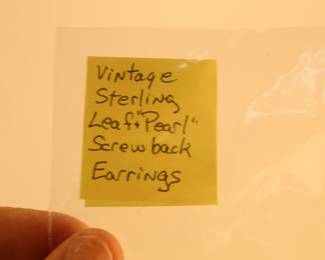 Vintage
Sterling
Leaf + "Pearl"
Screwback
Earrings